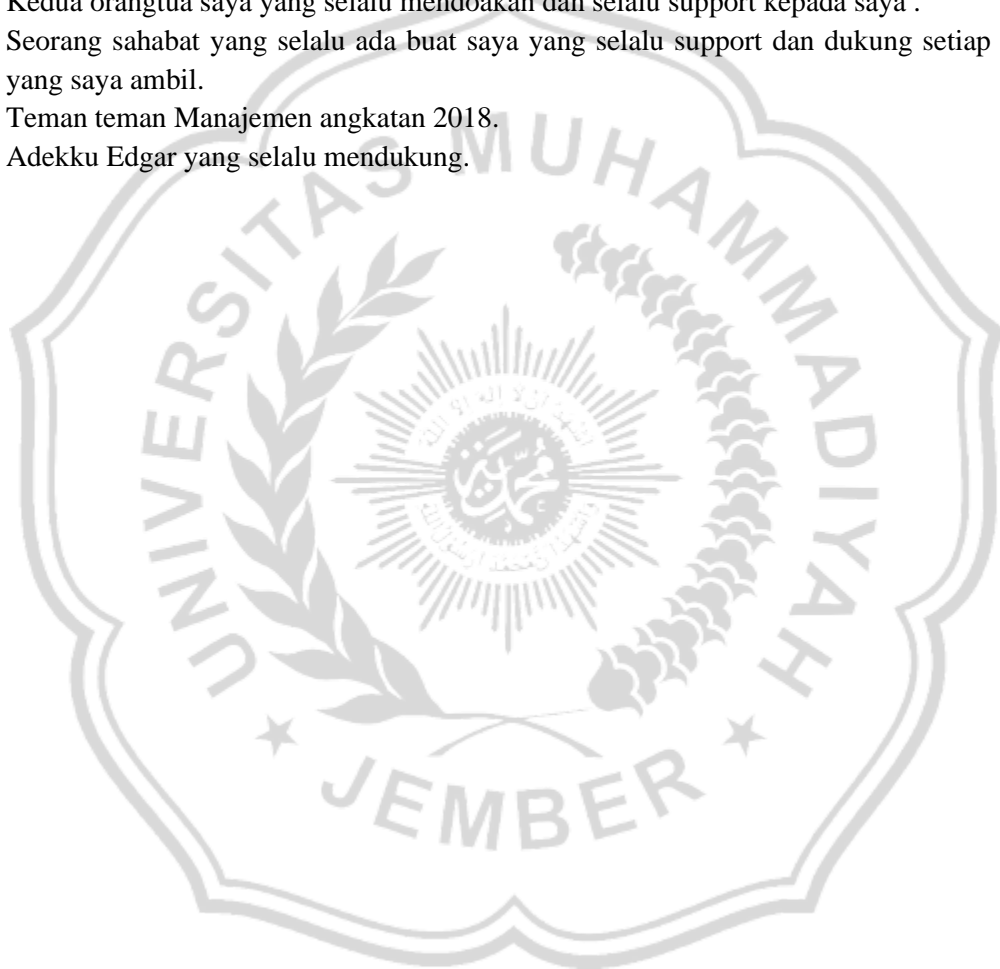 Kedua orangtua saya yang selalu mendoakan dan selalu support kepada saya .
Seorang sahabat yang selalu ada buat saya yang selalu support dan dukung setiap
yang saya ambil.
Teman teman Manajemen angkatan 2018.
Adekku Edgar yang selalu mendukung.
UNIVERSITAS MUHAMMADIYAH
JEMBER